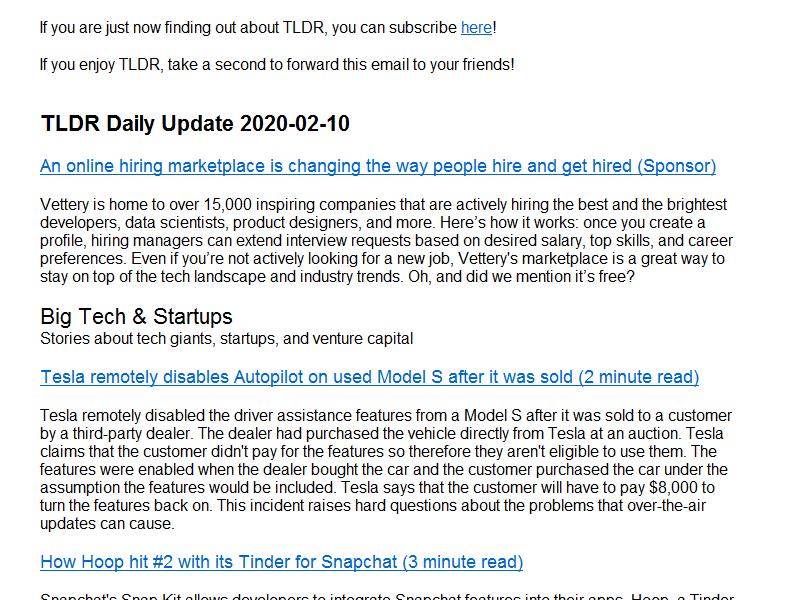 If you are just now finding out about TLDR, you can subscribe here!
If you enjoy TLDR, take a second to forward this email to your friends!
TLDR Daily Update 2020-02-10
An online hiring marketplace is changing the way people hire and get hired (Sponsor)
Vettery is home to over 15,000 inspiring companies that are actively hiring the best and the brightest
developers, data scientists, product designers, and more. Here’s how it works: once you create a
profile, hiring managers can extend interview requests based on desired salary, top skills, and career
preferences. Even if you’re not actively looking for a new job, Vettery's marketplace is a great way to
stay on top of the tech landscape and industry trends. Oh, and did we mention it’s free?
Big Tech & Startups
Stories about tech giants, startups, and venture capital
Tesla remotely disables Autopilot on used Model S after it was sold (2 minute read)
Tesla remotely disabled the driver assistance features from a Model S after it was sold to a customer
by a third-party dealer. The dealer had purchased the vehicle directly from Tesla at an auction. Tesla
claims that the customer didn't pay for the features so therefore they aren't eligible to use them. The
features were enabled when the dealer bought the car and the customer purchased the car under the
assumption the features would be included. Tesla says that the customer will have to pay $8,000 to
turn the features back on. This incident raises hard questions about the problems that over-the-air
updates can cause.
How Hoop hit #2 with its Tinder for Snapchat (3 minute read)
Snapchat's Snap Kit allows developers to integrate Snapchat features into their apps. Hoop, a Tinder